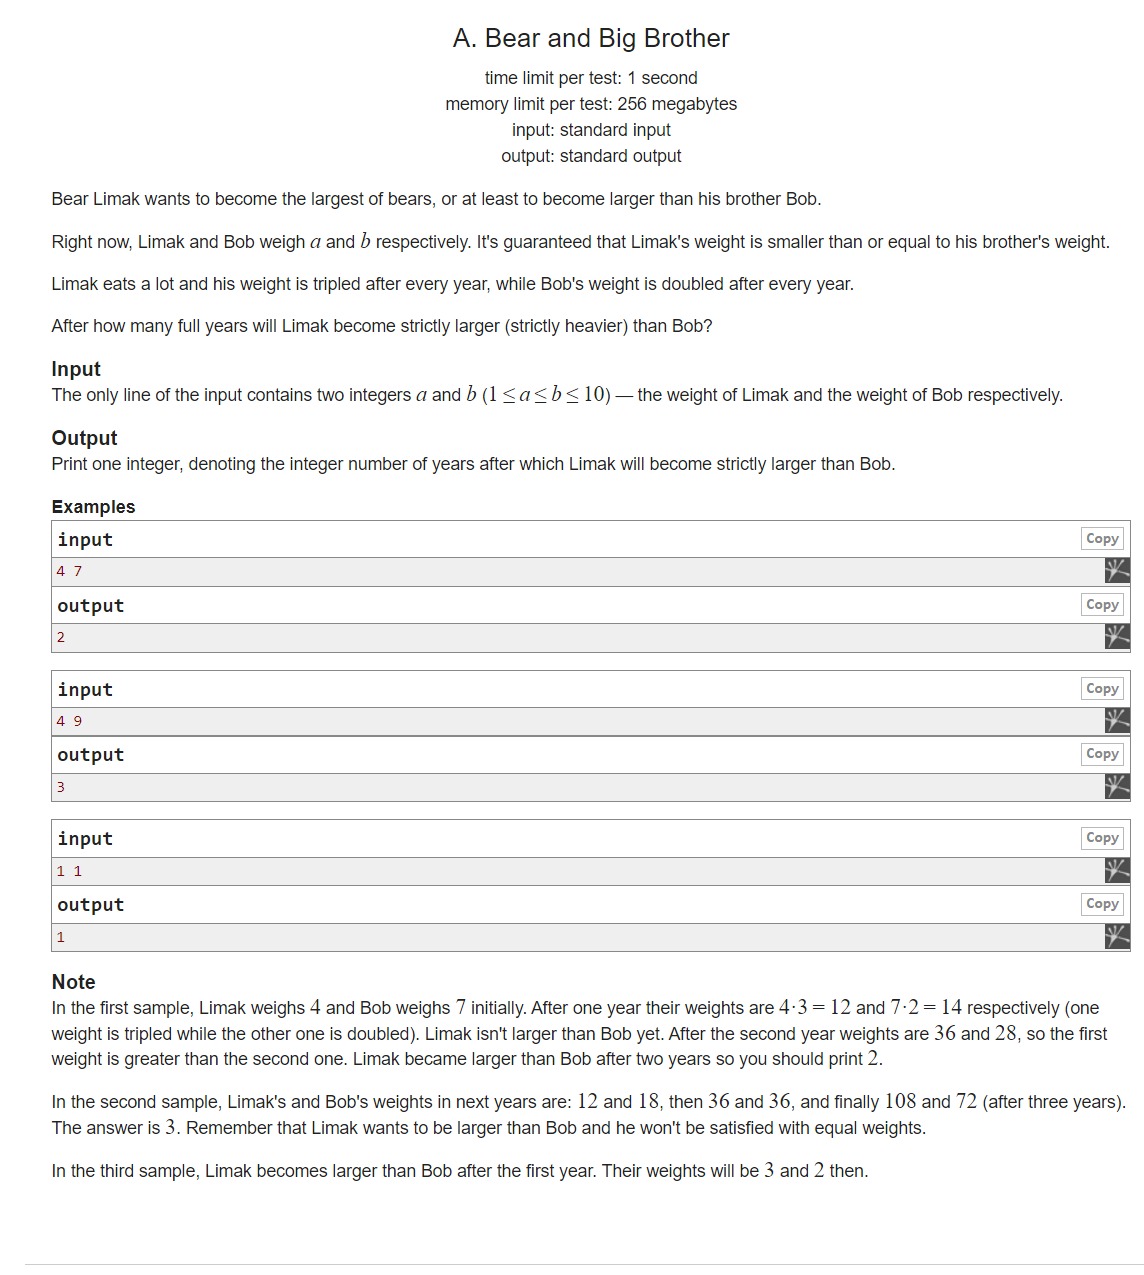 A. Bear and Big Brother
time limit per test: 1 second
memory limit per test: 256 megabytes
input: standard input
output: standard output
Bear Limak wants to become the largest of bears, or at least to become larger than his brother Bob.
Right now, Limak and Bob weigh a and b respectively. It's guaranteed that Limak's weight is smaller than or equal to his brother's weight.
Limak eats a lot and his weight is tripled after every year, while Bob's weight is doubled after every year.
After how many full years will Limak become strictly larger (strictly heavier) than Bob?
Input
The only line of the input contains two integers a and b (1 ≤ a ≤ b ≤ 10) — the weight of Limak and the weight of Bob respectively.
Output
Print one integer, denoting the integer number of years after which Limak will become strictly larger than Bob.
Examples
input Copy
4 7
output Copy
2
input Copy
4 9
output Copy
3
input Copy
1 1
output Copy
1
Note
In the first sample, Limak weighs 4 and Bob weighs 7 initially. After one year their weights are 4·3 = 12 and 7·2 = 14 respectively (one
weight is tripled while the other one is doubled). Limak isn't larger than Bob yet. After the second year weights are 36 and 28, so the first
weight is greater than the second one. Limak became larger than Bob after two years so you should print 2.
In the second sample, Limak's and Bob's weights in next years are: 12 and 18, then 36 and 36, and finally 108 and 72 (after three years).
The answer is 3. Remember that Limak wants to be larger than Bob and he won't be satisfied with equal weights.
In the third sample, Limak becomes larger than Bob after the first year. Their weights will be 3 and 2 then.